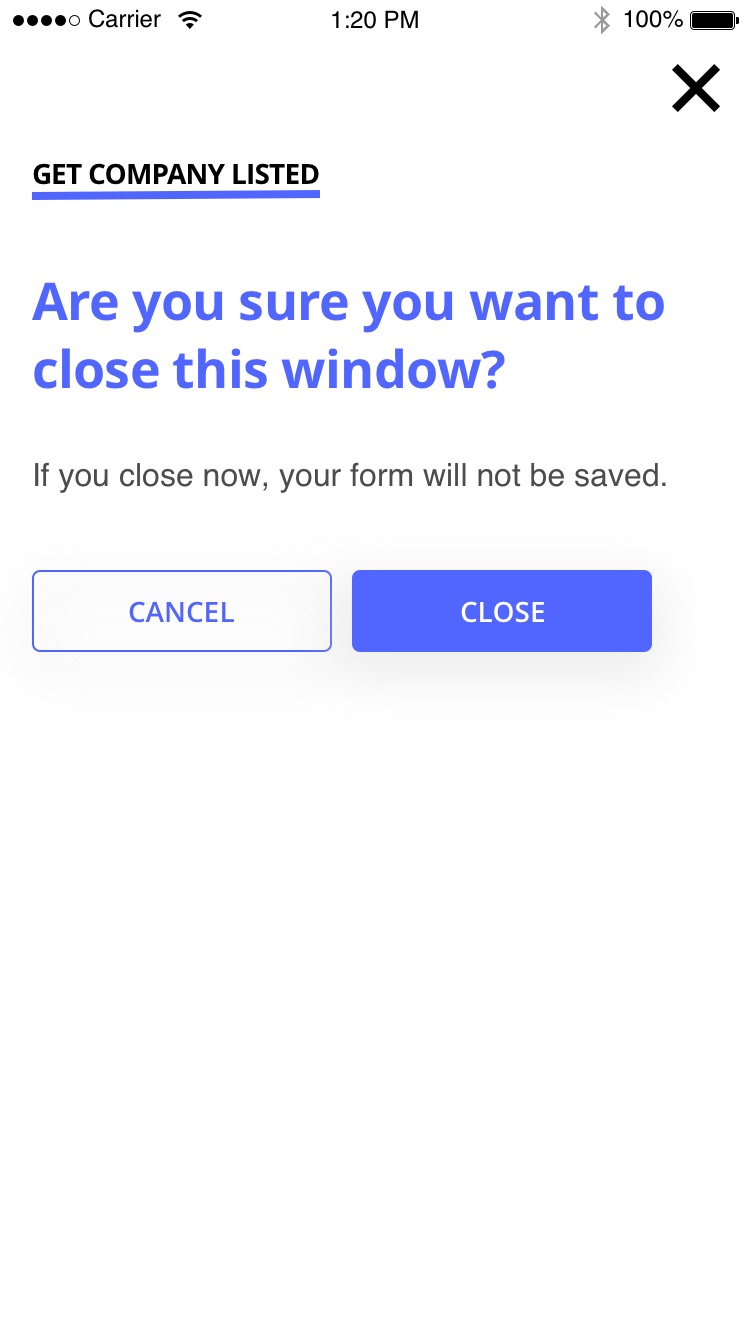 Carrier 1:20 PM 100%
GET COMPANY LISTED
Are you sure you want to
close this window?
If you close now, your form will not be saved.
CANCEL CLOSE